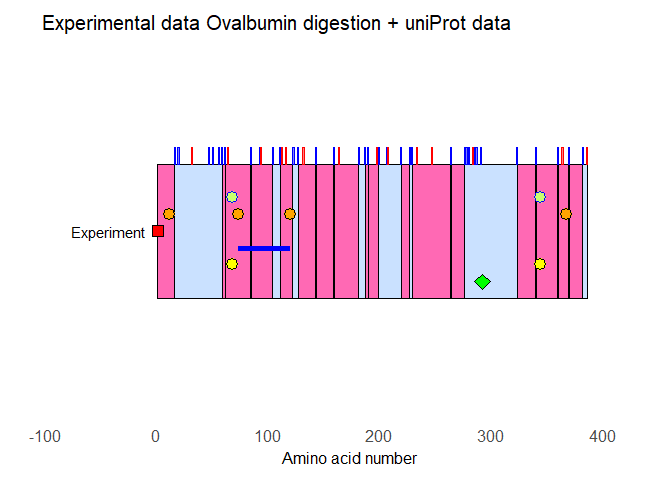 Experimental data Ovalbumin digestion + uniProt data
Experiment
-100 0 100 200 300 400
Amino acid number